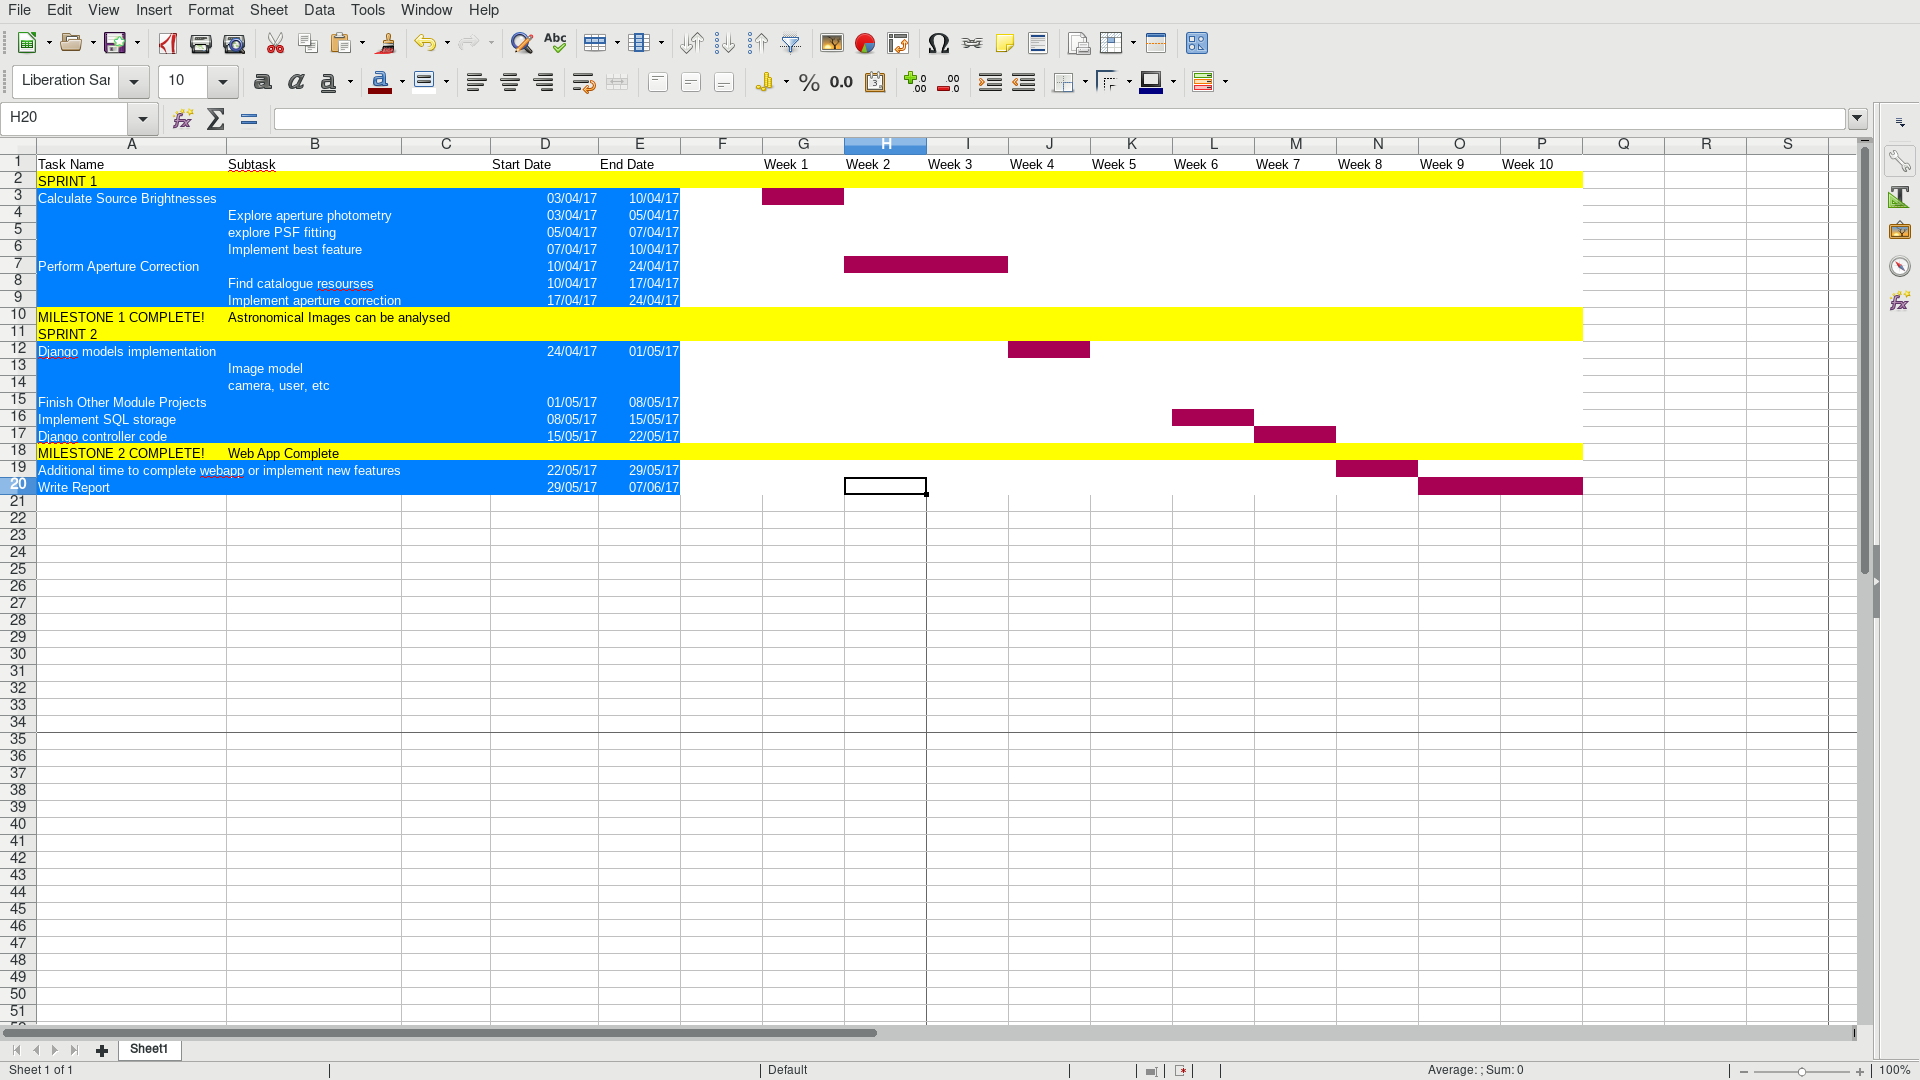 File Edit View Insert Format Sheet Data Tools Window Help
Abc
Liberation Sar 10 a a a a % 0.0
H20
A B C D E F G H I J K L M N O P Q R S
1 Task Name Subtask Start Date End Date Week 1 Week 2 Week 3 Week 4 Week 5 Week 6 Week 7 Week 8 Week 9 Week 10
2 SPRINT 1
3 Calculate Source Brightnesses 03/04/17 10/04/17
4 Explore aperture photometry 03/04/17 05/04/17
5 explore PSF fitting 05/04/17 07/04/17
6 Implement best feature 07/04/17 10/04/17
7 Perform Aperture Correction 10/04/17 24/04/17
8 Find catalogue resourses 10/04/17 17/04/17
9 Implement aperture correction 17/04/17 24/04/17
10 MILESTONE 1 COMPLETE! Astronomical Images can be analysed
11 SPRINT 2
12 Django models implementation 24/04/17 01/05/17
13 Image model
14 camera, user, etc
15 Finish Other Module Projects 01/05/17 08/05/17
16 Implement SQL storage 08/05/17 15/05/17
17 Django controller code 15/05/17 22/05/17
18 MILESTONE 2 COMPLETE! Web App Complete
19 Additional time to complete webapp or implement new features 22/05/17 29/05/17
20 Write Report 29/05/17 07/06/17
21
22
23
24
25
26
27
28
29
30
31
32
33
34
35
36
37
38
39
40
41
42
43
44
45
46
47
48
49
50
51
Sheet1
Sheet 1 of 1 Default Average: ; Sum: 0 100%